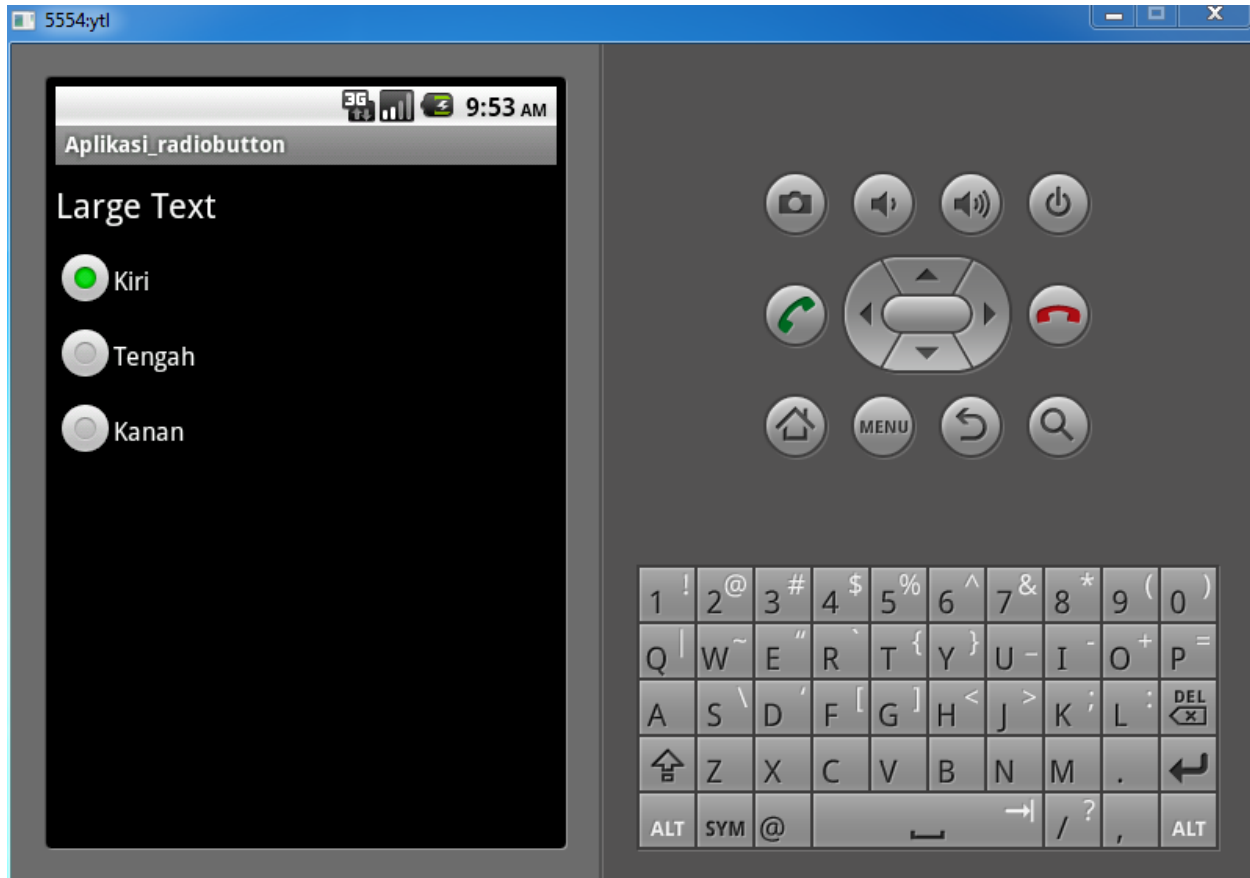 5554:ytl
3G 9:53 AM
Aplikasi_radiobutton
Large Text
Kiri
Tengah
Kanan
MENU
1 ! 2 @ 3 # 4 $ 5 % 6 ^ 7 & 8 * 9 ( 0 )
Q | W ~ E " R ` T { Y } U _ I - O + P =
A S \ D ' F [ G ] H < J > K ; L : DEL
Z X C V B N M .
ALT SYM @ / ? , ALT